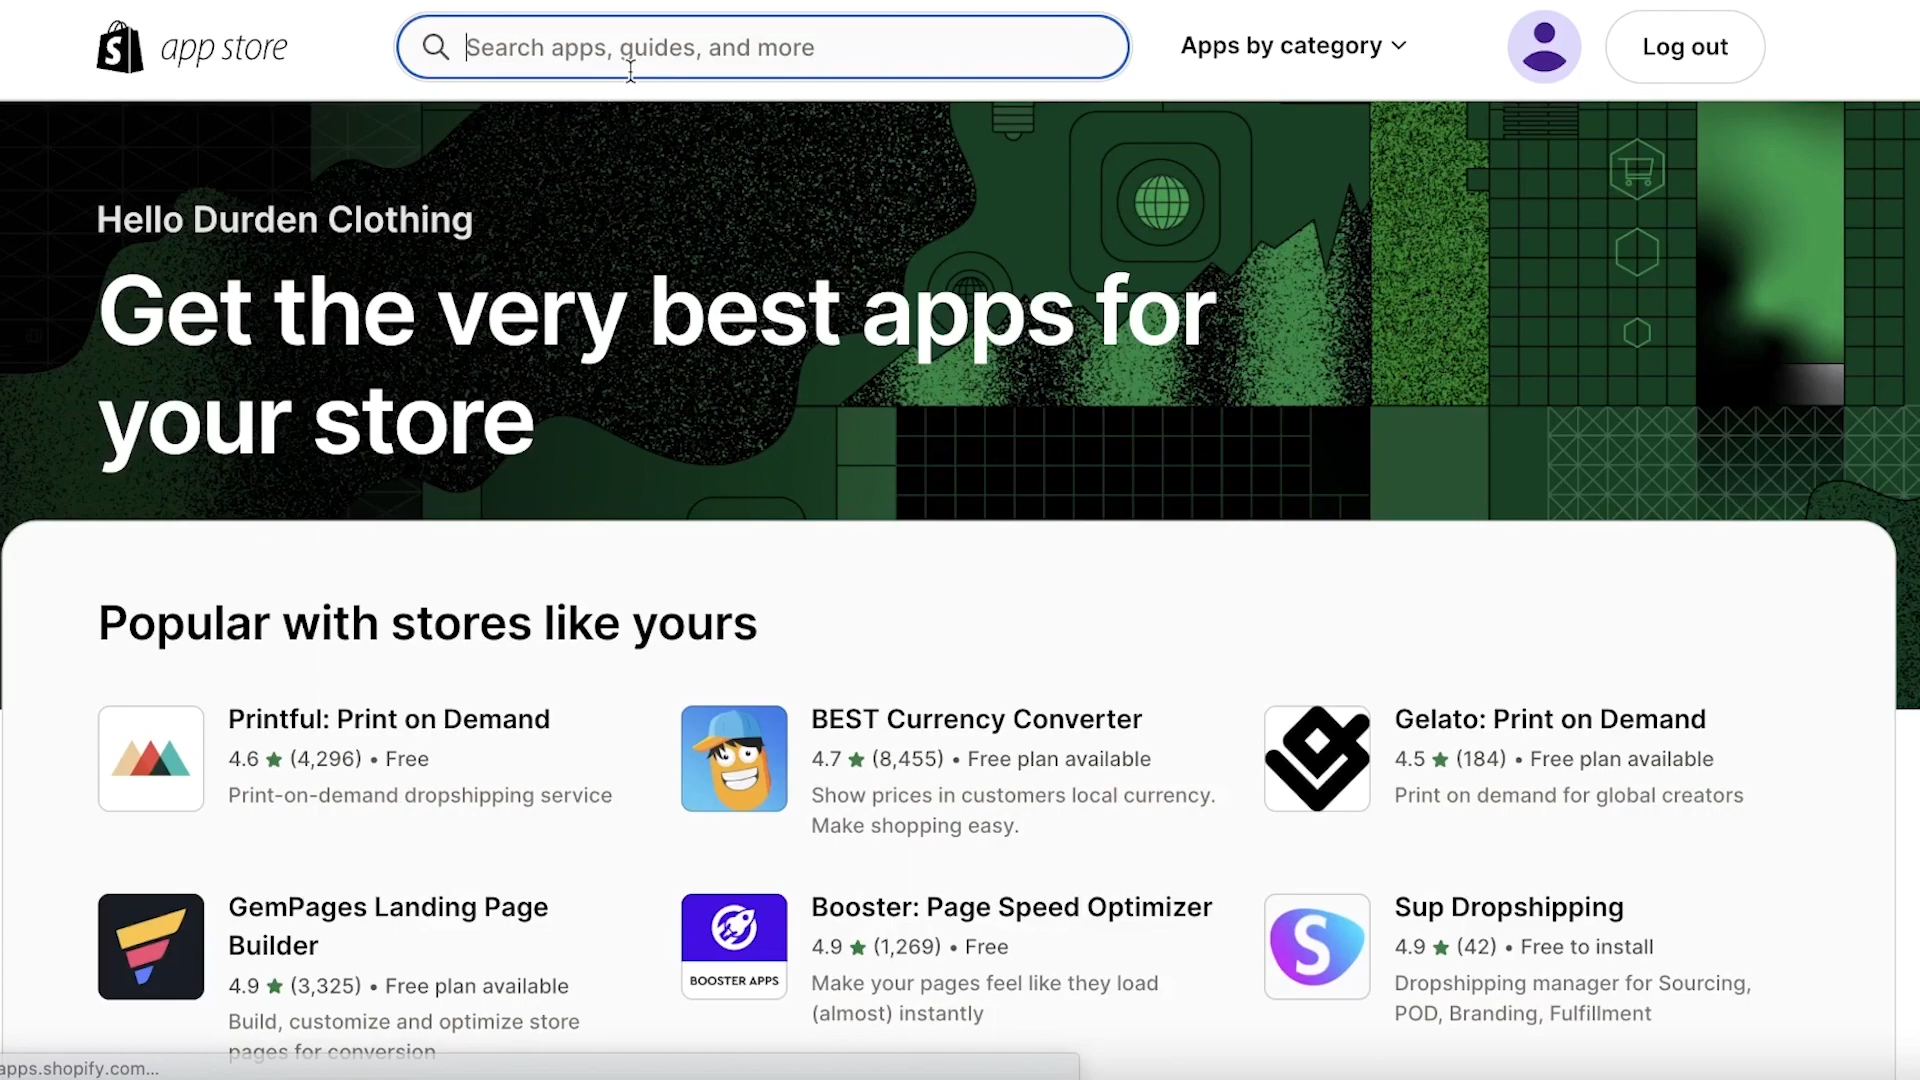 app store
Search apps, guides, and more
Apps by category
Log out
Hello Durden Clothing
Get the very best apps for
your store
Popular with stores like yours
Printful: Print on Demand
4.6 ★ (4,296) • Free
Print-on-demand dropshipping service
BEST Currency Converter
4.7 ★ (8,455) • Free plan available
Show prices in customers local currency.
Make shopping easy.
Gelato: Print on Demand
4.5 ★ (184) • Free plan available
Print on demand for global creators
GemPages Landing Page
Builder
4.9 ★ (3,325) • Free plan available
Build, customize and optimize store
pages for conversion
BOOSTER APPS
Booster: Page Speed Optimizer
4.9 ★ (1,269) • Free
Make your pages feel like they load
(almost) instantly
S
Sup Dropshipping
4.9 ★ (42) • Free to install
Dropshipping manager for Sourcing,
POD, Branding, Fulfillment
apps.shopify.com...